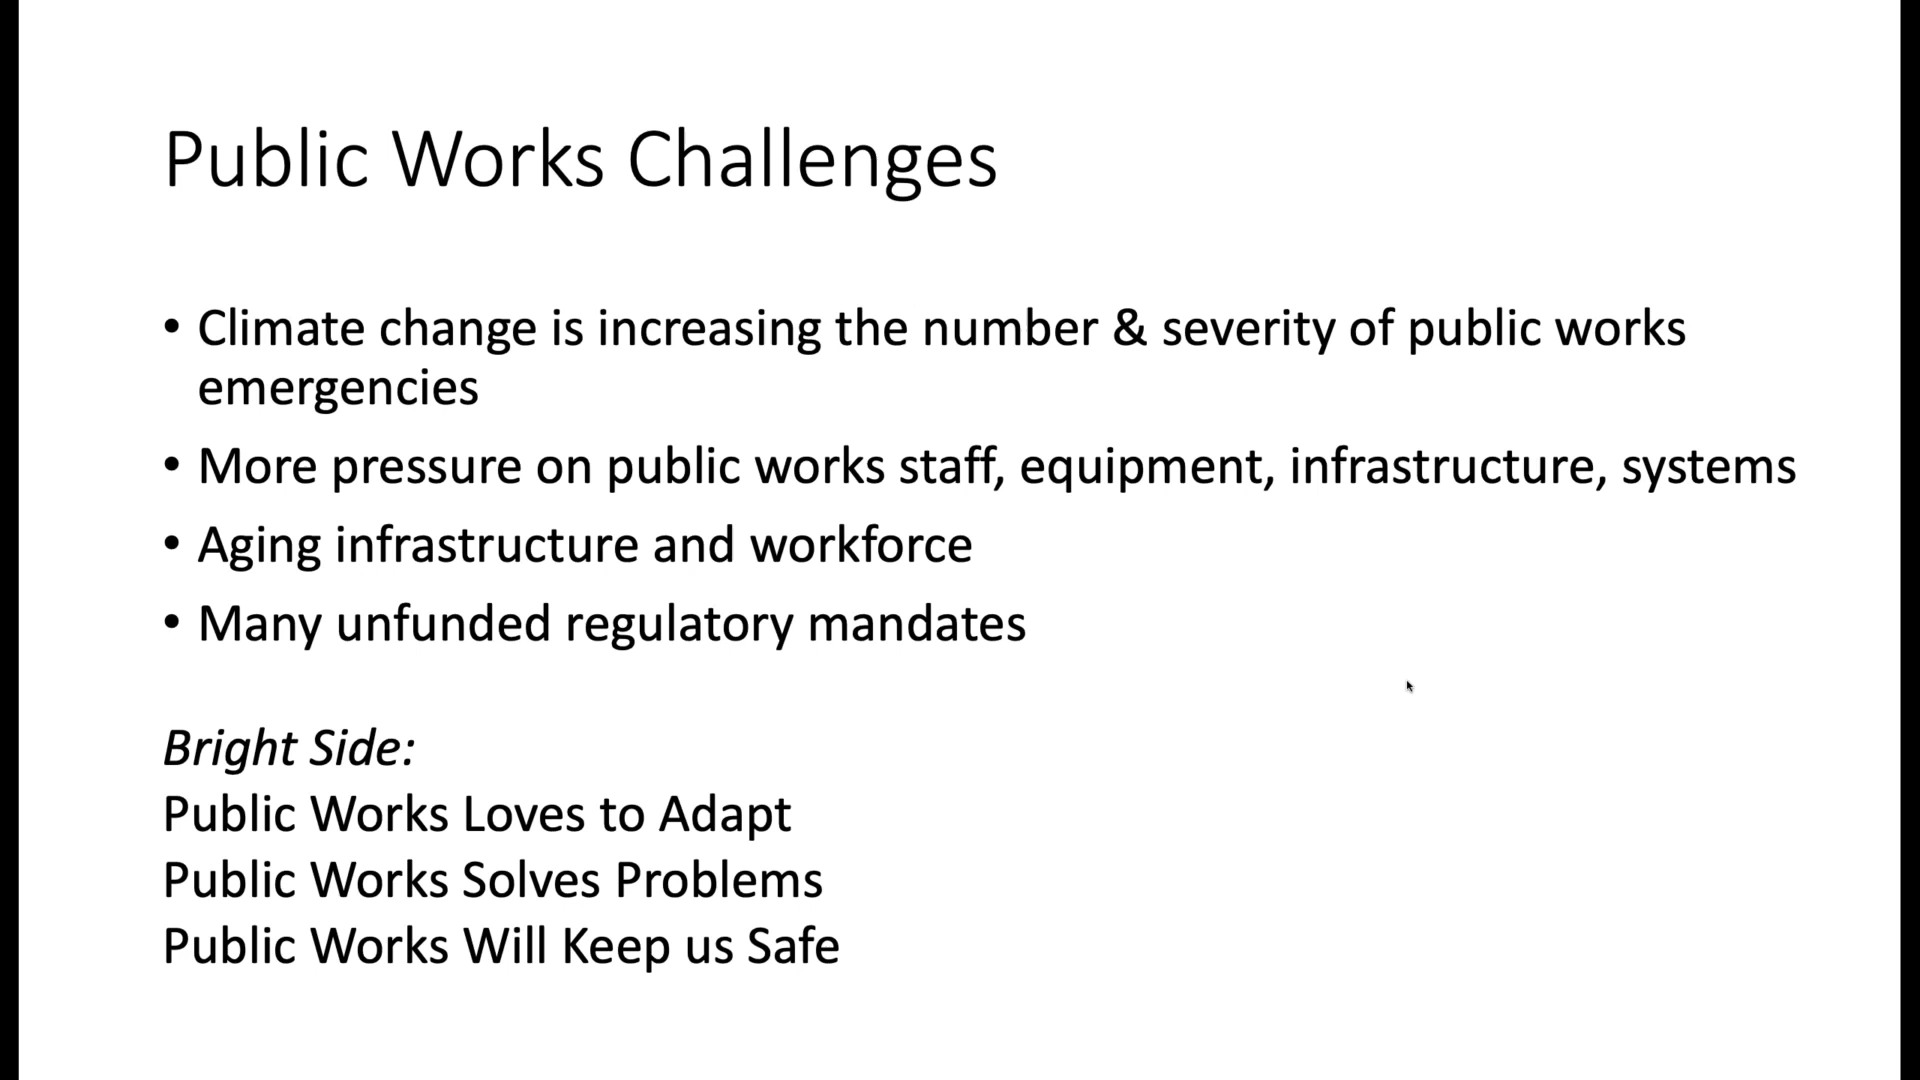 Public Works Challenges
• Climate change is increasing the number & severity of public works
emergencies
• More pressure on public works staff, equipment, infrastructure, systems
• Aging infrastructure and workforce
• Many unfunded regulatory mandates
Bright Side:
Public Works Loves to Adapt
Public Works Solves Problems
Public Works Will Keep us Safe